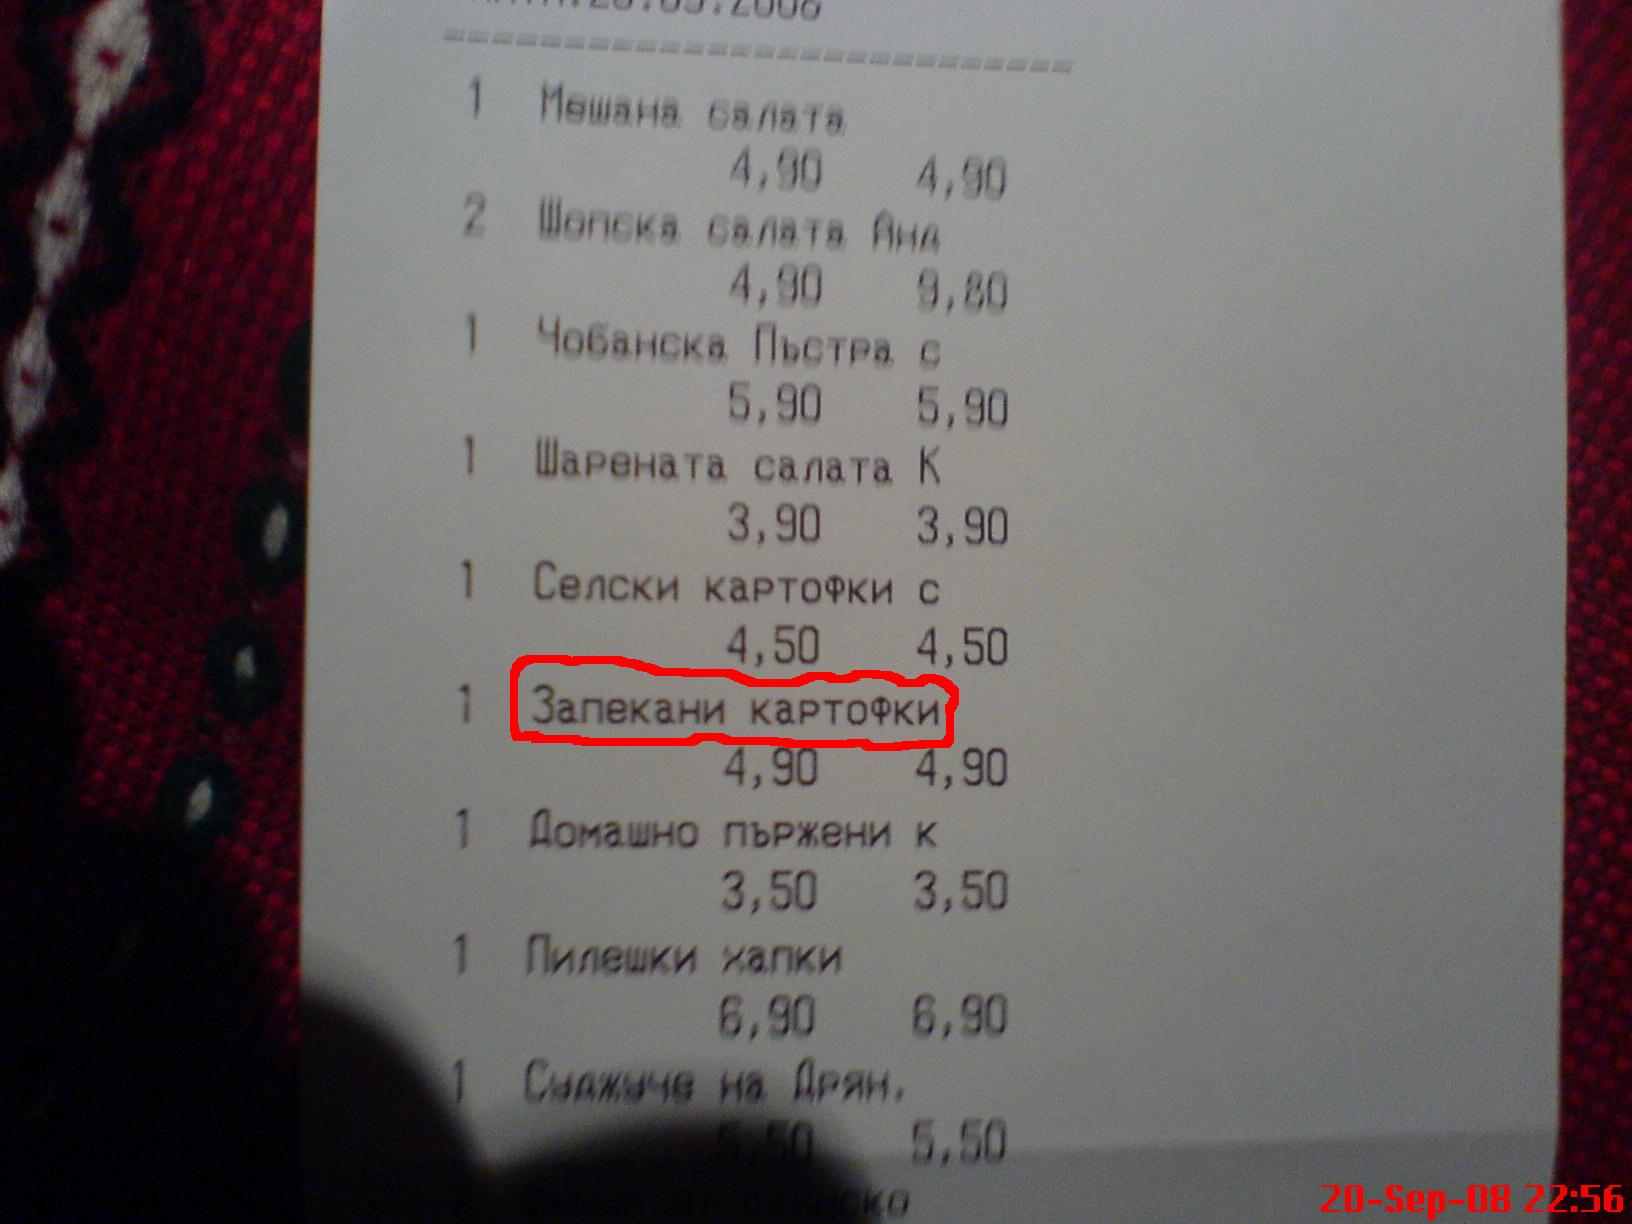 1 Мешана салата
4,90 4,90
2 Шопска салата Анд
4,90 9,80
1 Чобанска Пъстра с
5,90 5,90
1 Шарената салата К
3,90 3,90
1 Селски картофки с
4,50 4,50
1 Запекани картофки
4,90 4,90
1 Домашно пържени к
3,50 3,50
1 Пилешки хапки
6,90 6,90
1 Суджуче на Дрян.
5,50 5,50
20-Sep-08 22:56